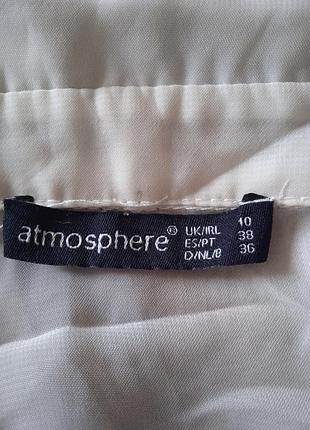 atmosphere®
UK/IRL 10
ES/PT 38
D/NL/B 36